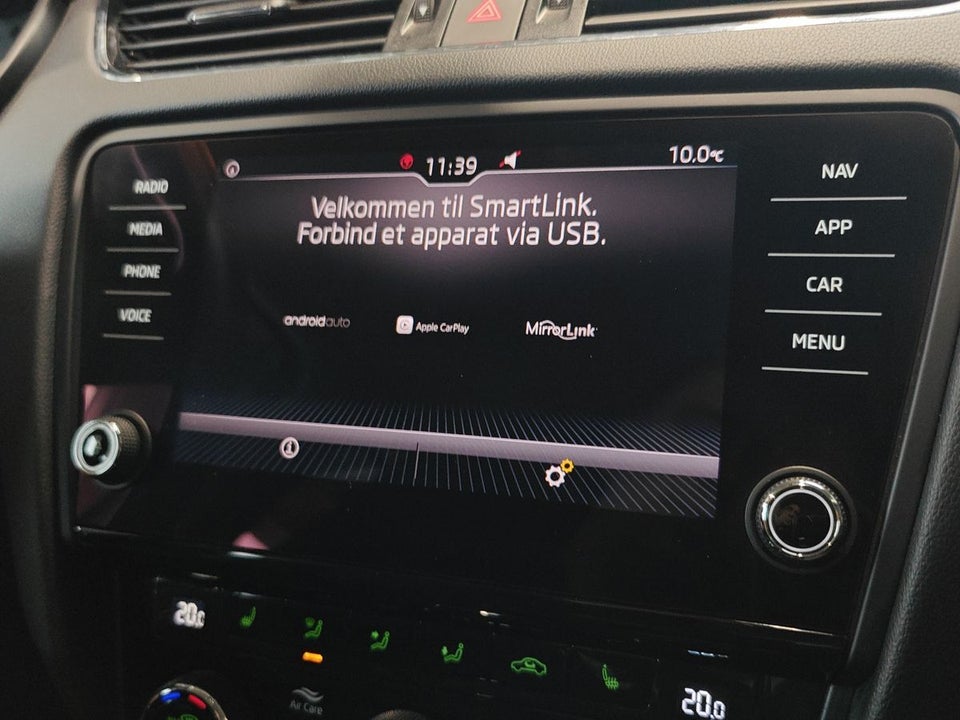 11:39
10.0°C
RADIO
MEDIA
PHONE
VOICE
Velkommen til SmartLink.
Forbind et apparat via USB.
androidauto
Apple CarPlay
MirrorLink
NAV
APP
CAR
MENU
20.0
Air Care
20.0